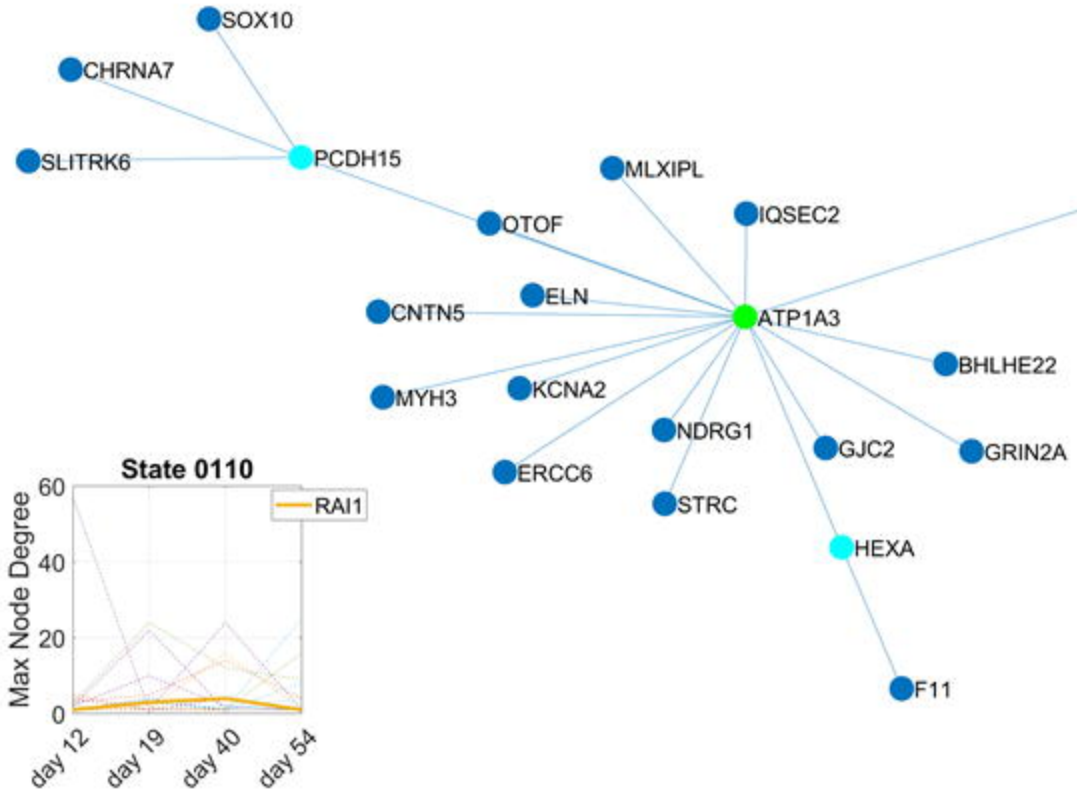 SOX10
CHRNA7
SLITRK6
PCDH15
MLXIPL
OTOF
IQSEC2
ELN
CNTN5
ATP1A3
BHLHE22
KCNA2
MYH3
NDRG1
GJC2
GRIN2A
ERCC6
STRC
HEXA
F11
State 0110
60
RAI1
40
20
0
Max Node Degree
day 12
day 19
day 40
day 54